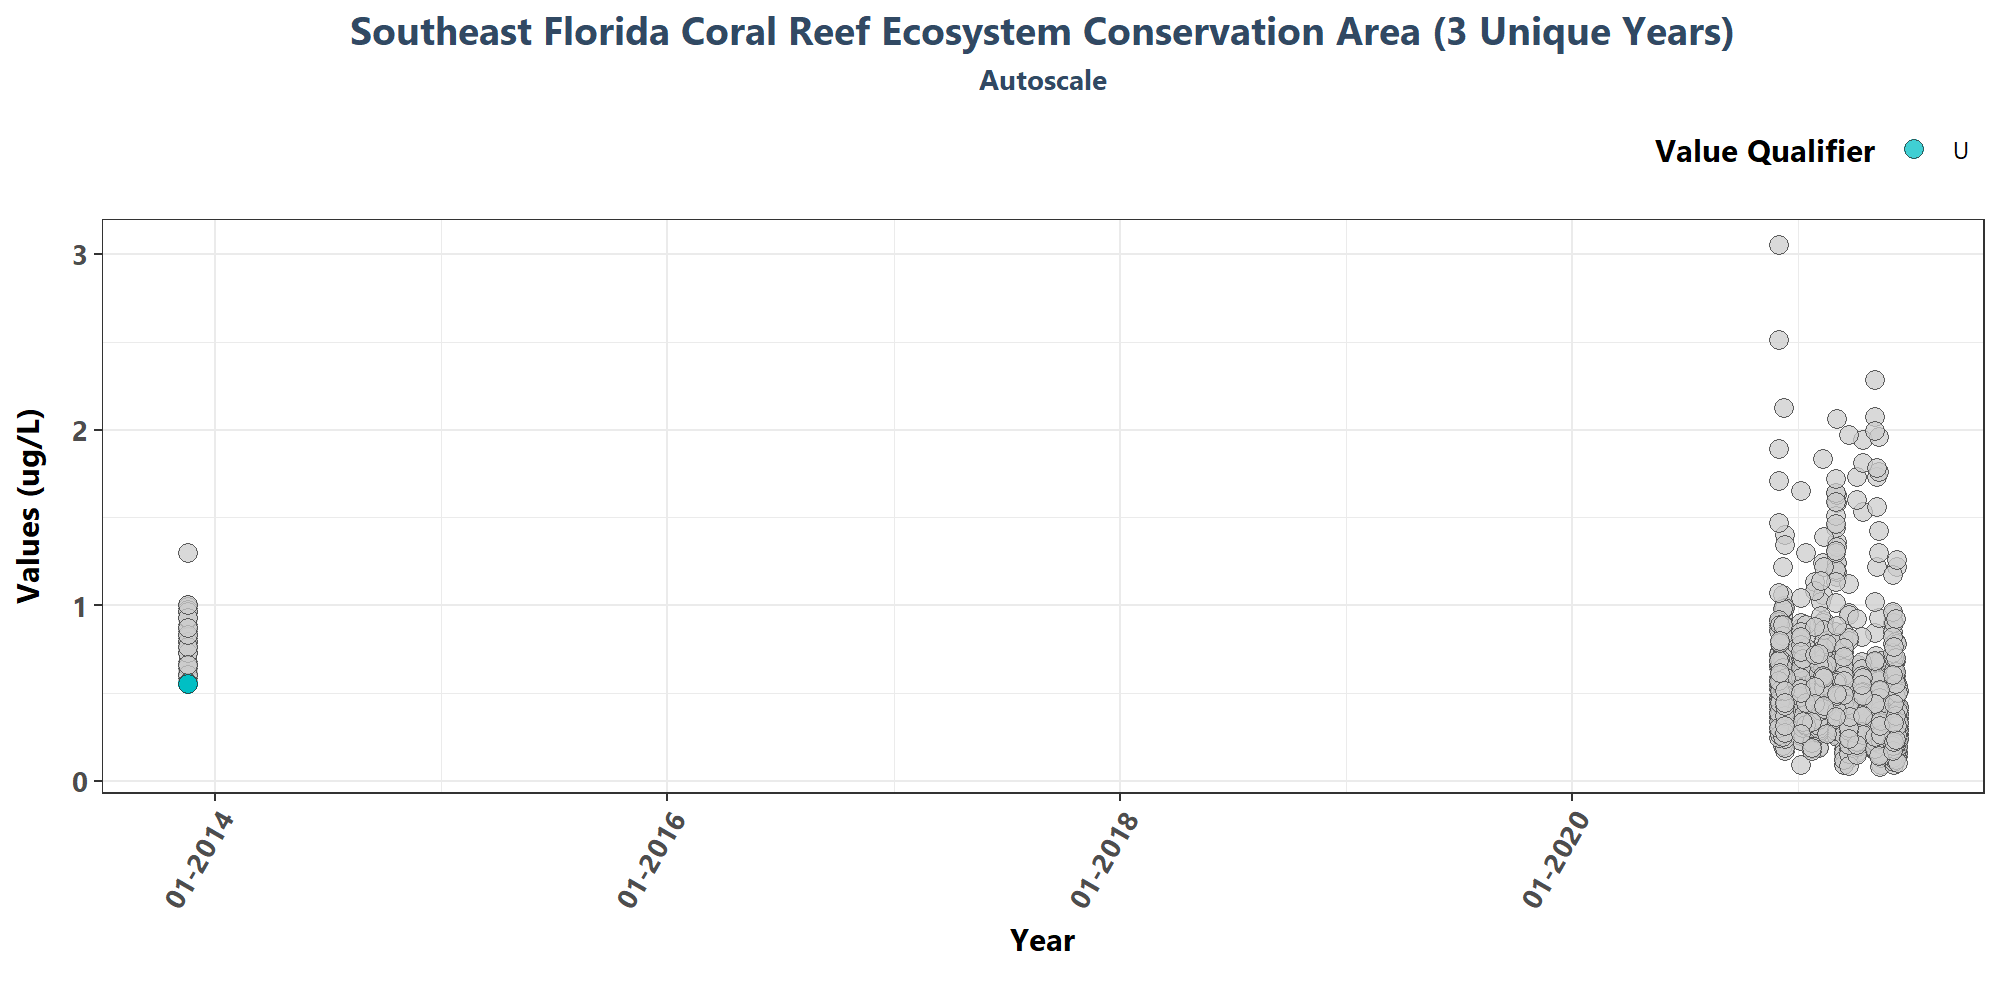 Southeast Florida Coral Reef Ecosystem Conservation Area (3 Unique Years)
Autoscale
Value Qualifier U
Values (ug/L)
3
2
1
0
01-2014 01-2016 01-2018 01-2020
Year